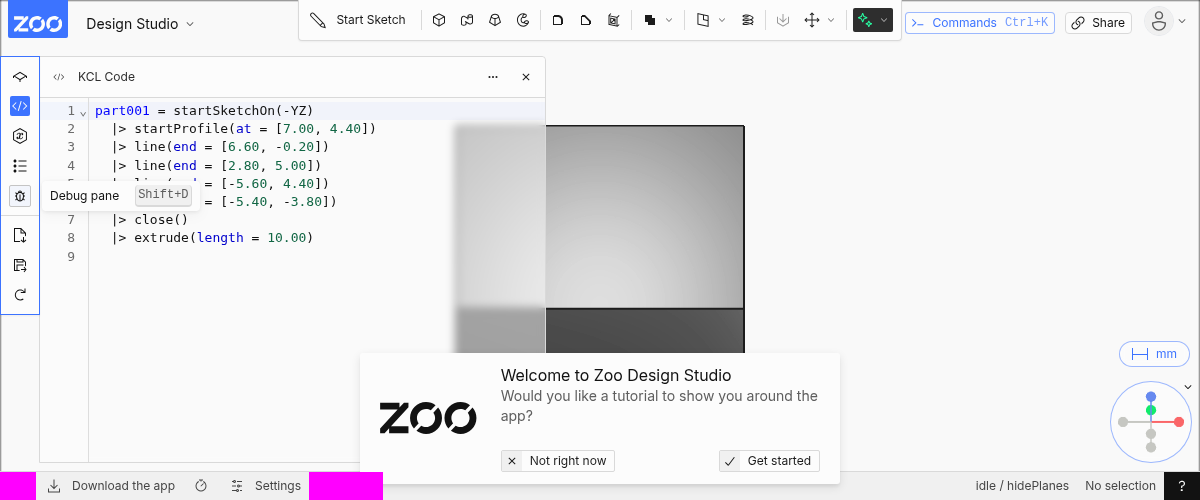 ZOO
Design Studio
Start Sketch
Commands Ctrl+K
Share
KCL Code
1 part001 = startSketchOn(-YZ)
2 |> startProfile(at = [7.00, 4.40])
3 |> line(end = [6.60, -0.20])
4 |> line(end = [2.80, 5.00])
= [-5.60, 4.40])
Debug pane Shift+D
= [-5.40, -3.80])
7 |> close()
8 |> extrude(length = 10.00)
9
mm
ZOO
Welcome to Zoo Design Studio
Would you like a tutorial to show you around the
app?
Not right now
Get started
Download the app
Settings
idle / hidePlanes
No selection
?